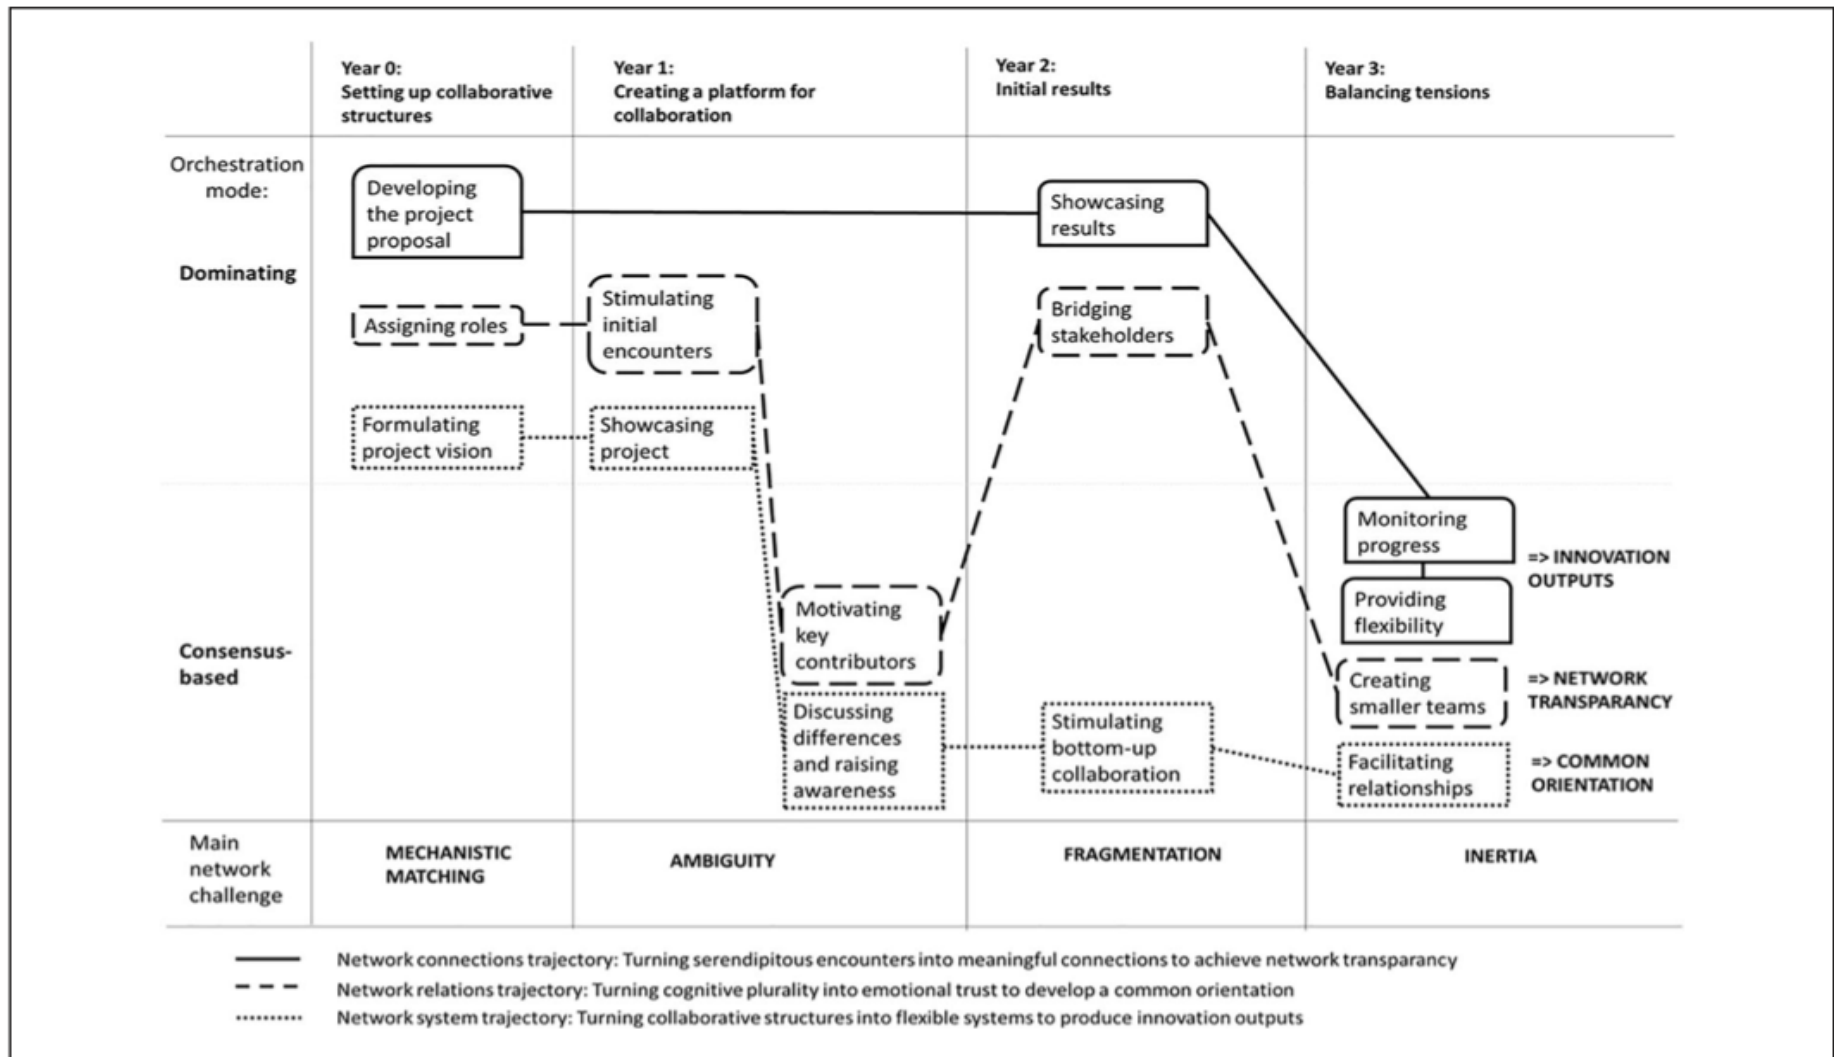 Year 0:
Setting up collaborative
structures
Year 1:
Creating a platform for
collaboration
Year 2:
Initial results
Year 3:
Balancing tensions
Orchestration
mode:
Dominating
Developing
the project
proposal
Showcasing
results
Assigning roles
Stimulating
initial
encounters
Bridging
stakeholders
Formulating
project vision
Showcasing
project
Consensus-
based
Motivating
key
contributors
Discussing
differences
and raising
awareness
Stimulating
bottom-up
collaboration
Monitoring
progress
Providing
flexibility
=> INNOVATION
OUTPUTS
Creating
smaller teams
=> NETWORK
TRANSPARANCY
Facilitating
relationships
=> COMMON
ORIENTATION
Main
network
challenge
MECHANISTIC
MATCHING
AMBIGUITY
FRAGMENTATION
INERTIA
Network connections trajectory: Turning serendipitous encounters into meaningful connections to achieve network transparancy
Network relations trajectory: Turning cognitive plurality into emotional trust to develop a common orientation
Network system trajectory: Turning collaborative structures into flexible systems to produce innovation outputs